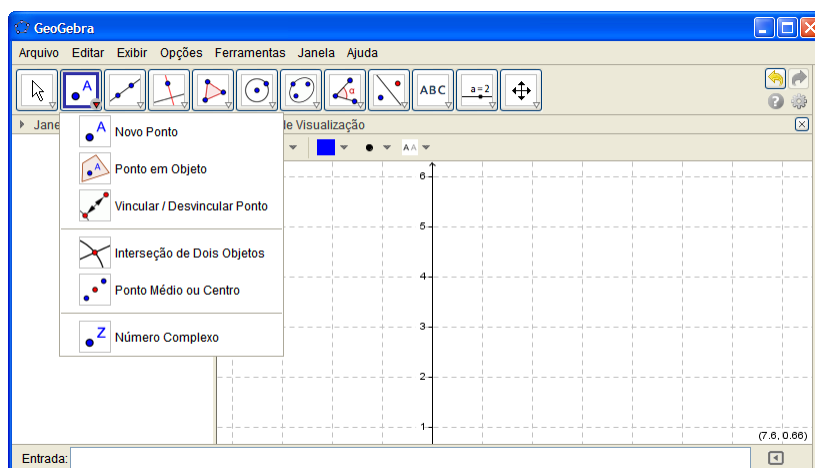 GeoGebra
Arquivo Editar Exibir Opções Ferramentas Janela Ajuda
A ABC a=2
Jane de Visualização
A Novo Ponto
A Ponto em Objeto
Vincular / Desvincular Ponto
Interseção de Dois Objetos
Ponto Médio ou Centro
Z Número Complexo
AA
6
5
4
3
2
1
(7.6, 0.66)
Entrada: